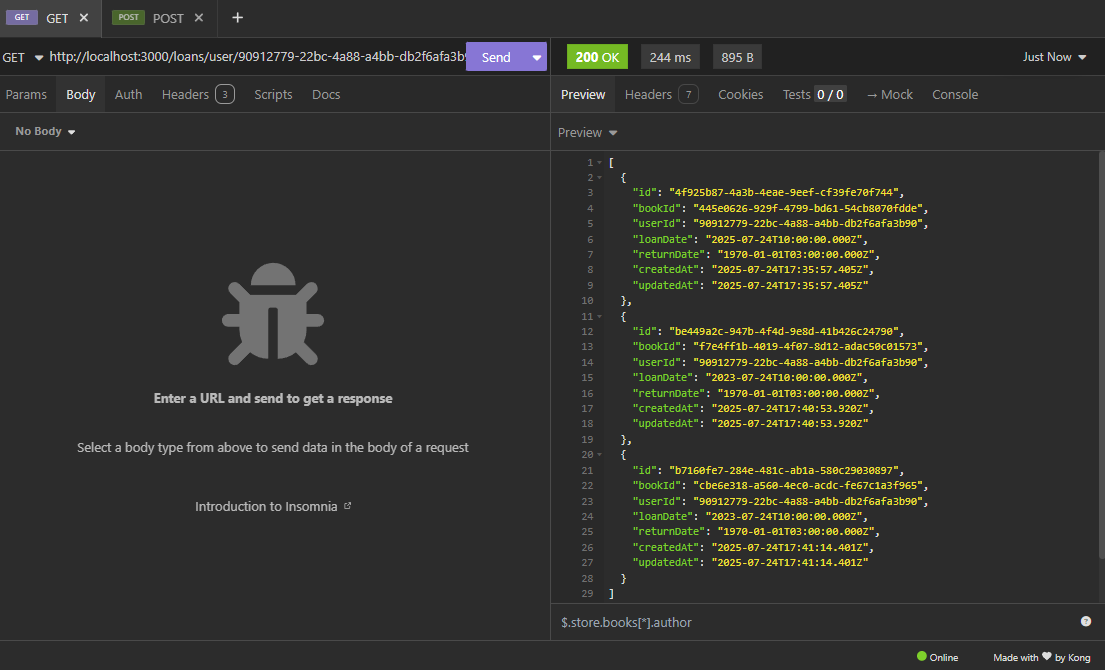 GET GET × POST POST × +
GET http://localhost:3000/loans/user/90912779-22bc-4a88-a4bb-db2f6afa3b9 Send 200 OK 244 ms 895 B Just Now
Params Body Auth Headers 3 Scripts Docs Preview Headers 7 Cookies Tests 0 / 0 → Mock Console
No Body Preview
1 [
2 {
3 "id": "4f925b87-4a3b-4eae-9eef-cf39fe70f744",
4 "bookId": "445e0626-929f-4799-bd61-54cb8070fdde",
5 "userId": "90912779-22bc-4a88-a4bb-db2f6afa3b90",
6 "loanDate": "2025-07-24T10:00:00.000Z",
7 "returnDate": "1970-01-01T03:00:00.000Z",
8 "createdAt": "2025-07-24T17:35:57.405Z",
9 "updatedAt": "2025-07-24T17:35:57.405Z"
10 },
11 {
12 "id": "be449a2c-947b-4f4d-9e8d-41b426c24790",
13 "bookId": "f7e4ff1b-4019-4f07-8d12-adac50c01573",
14 "userId": "90912779-22bc-4a88-a4bb-db2f6afa3b90",
15 "loanDate": "2023-07-24T10:00:00.000Z",
16 "returnDate": "1970-01-01T03:00:00.000Z",
17 "createdAt": "2025-07-24T17:40:53.920Z",
18 "updatedAt": "2025-07-24T17:40:53.920Z"
19 },
20 {
21 "id": "b7160fe7-284e-481c-ab1a-580c29030897",
22 "bookId": "cbe6e318-a560-4ec0-acdc-fe67c1a3f965",
23 "userId": "90912779-22bc-4a88-a4bb-db2f6afa3b90",
24 "loanDate": "2023-07-24T10:00:00.000Z",
25 "returnDate": "1970-01-01T03:00:00.000Z",
26 "createdAt": "2025-07-24T17:41:14.401Z",
27 "updatedAt": "2025-07-24T17:41:14.401Z"
28 }
29 ]
Enter a URL and send to get a response
Select a body type from above to send data in the body of a request
Introduction to Insomnia
$.store.books[*].author ?
Online Made with ♥ by Kong